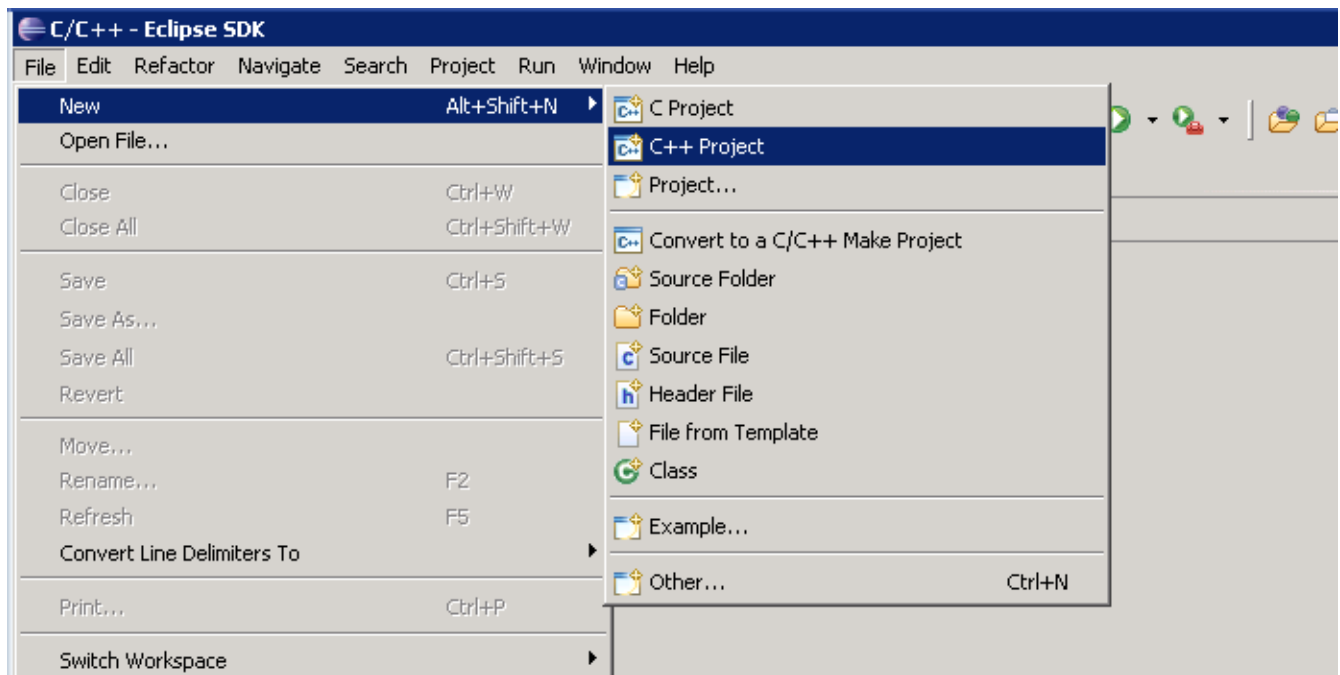 C/C++ - Eclipse SDK
File Edit Refactor Navigate Search Project Run Window Help
New Alt+Shift+N
Open File...
Close Ctrl+W
Close All Ctrl+Shift+W
Save Ctrl+S
Save As...
Save All Ctrl+Shift+S
Revert
Move...
Rename... F2
Refresh F5
Convert Line Delimiters To
Print... Ctrl+P
Switch Workspace
C Project
C++ Project
Project...
Convert to a C/C++ Make Project
Source Folder
Folder
Source File
Header File
File from Template
Class
Example...
Other... Ctrl+N